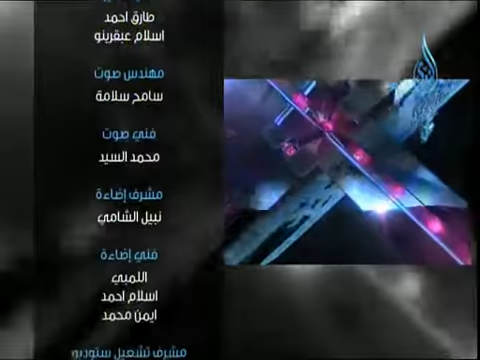 طارق احمد
اسلام عبقرينو
مهندس صوت
سامح سلامة
فني صوت
محمد السيد
مشرف إضاءة
نبيل الشامي
فني إضاءة
اللمبي
اسلام احمد
ايمن محمد
مشرف تشغيل ستوديو